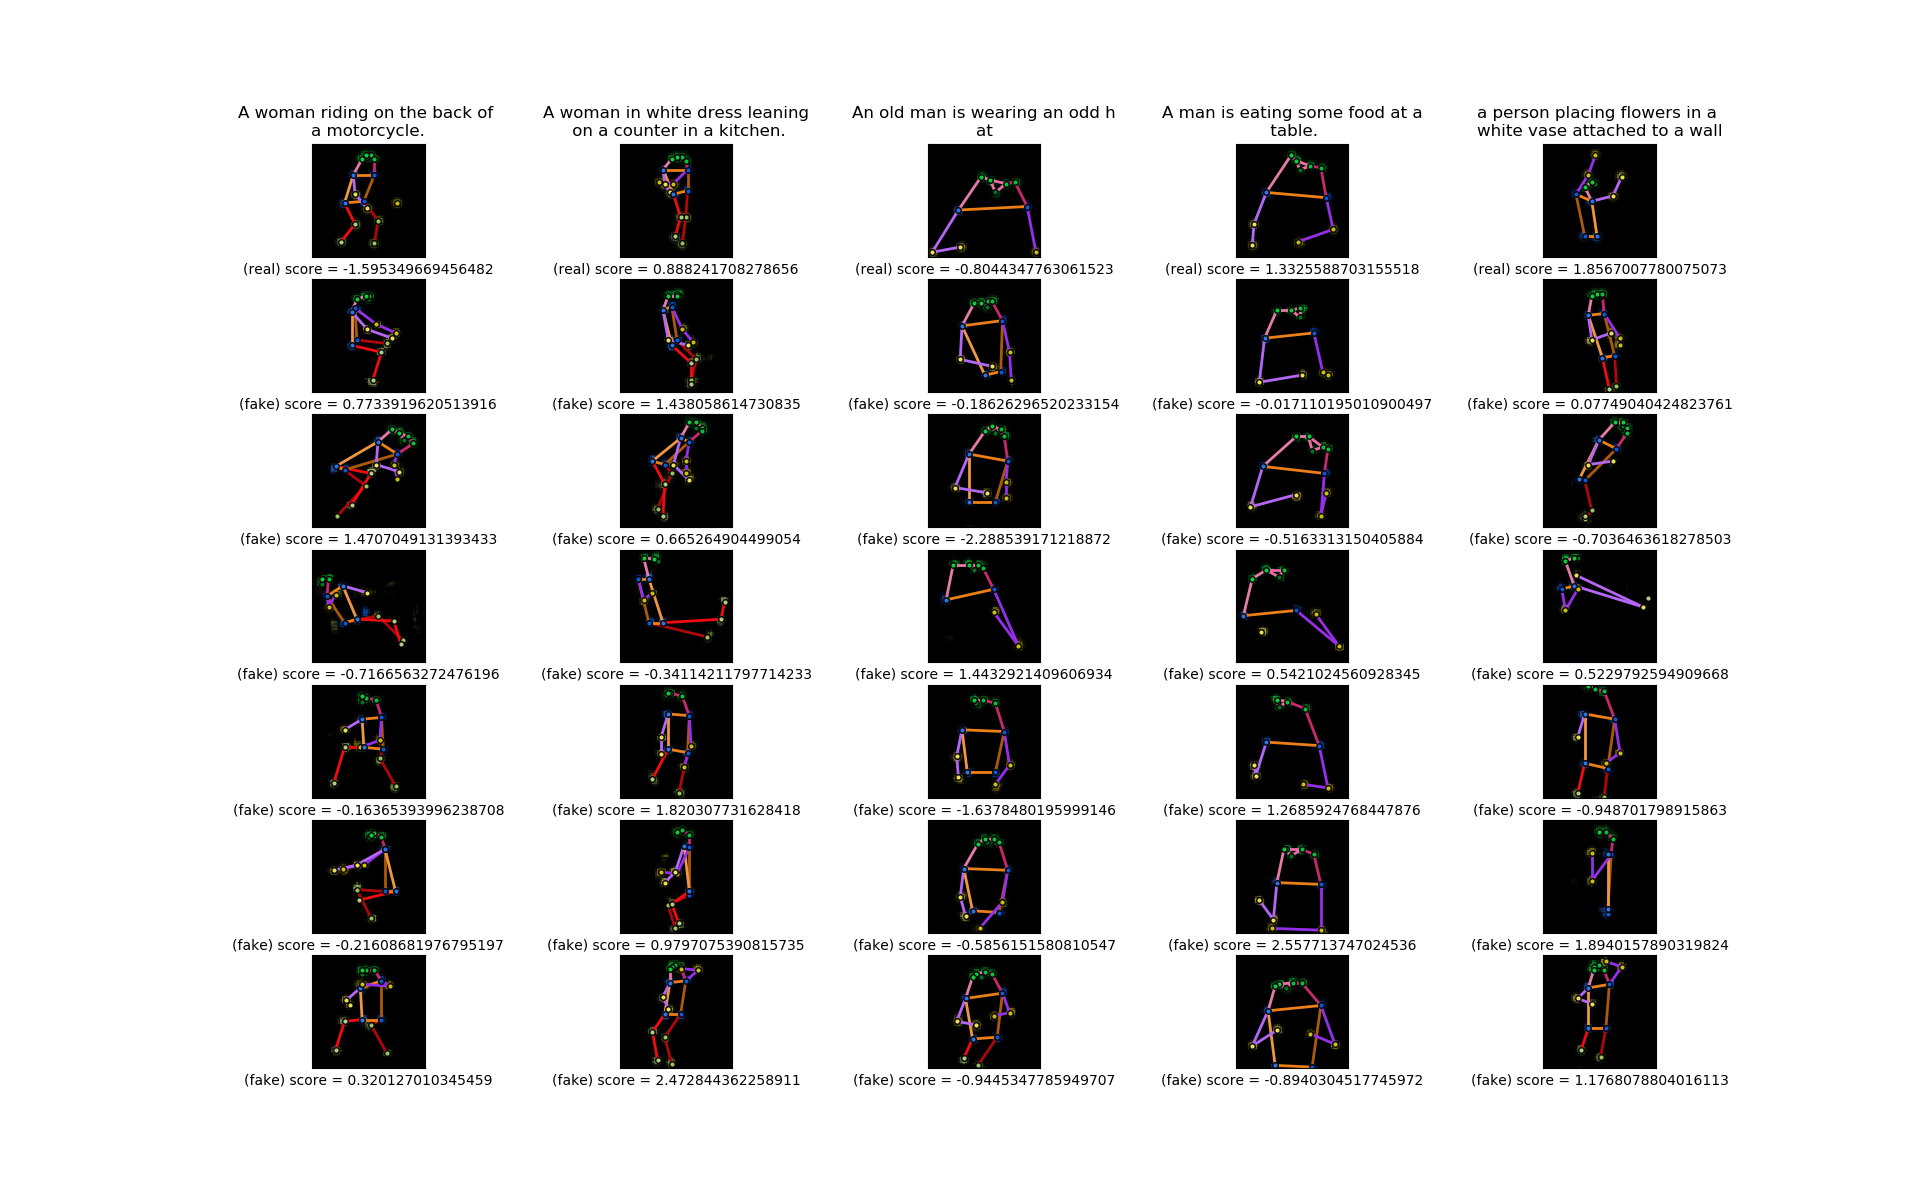 A woman riding on the back of
a motorcycle.
A woman in white dress leaning
on a counter in a kitchen.
An old man is wearing an odd h
at
A man is eating some food at a
table.
a person placing flowers in a
white vase attached to a wall
(real) score = -1.595349669456482
(real) score = 0.888241708278656
(real) score = -0.8044347763061523
(real) score = 1.3325588703155518
(real) score = 1.8567007780075073
(fake) score = 0.7733919620513916
(fake) score = 1.438058614730835
(fake) score = -0.18626296520233154
(fake) score = -0.017110195010900497
(fake) score = 0.07749040424823761
(fake) score = 1.4707049131393433
(fake) score = 0.665264904499054
(fake) score = -2.288539171218872
(fake) score = -0.5163313150405884
(fake) score = -0.7036463618278503
(fake) score = -0.7166563272476196
(fake) score = -0.34114211797714233
(fake) score = 1.4432921409606934
(fake) score = 0.5421024560928345
(fake) score = 0.5229792594909668
(fake) score = -0.16365393996238708
(fake) score = 1.820307731628418
(fake) score = -1.6378480195999146
(fake) score = 1.2685924768447876
(fake) score = -0.948701798915863
(fake) score = -0.21608681976795197
(fake) score = 0.9797075390815735
(fake) score = -0.5856151580810547
(fake) score = 2.557713747024536
(fake) score = 1.8940157890319824
(fake) score = 0.320127010345459
(fake) score = 2.472844362258911
(fake) score = -0.9445347785949707
(fake) score = -0.8940304517745972
(fake) score = 1.1768078804016113